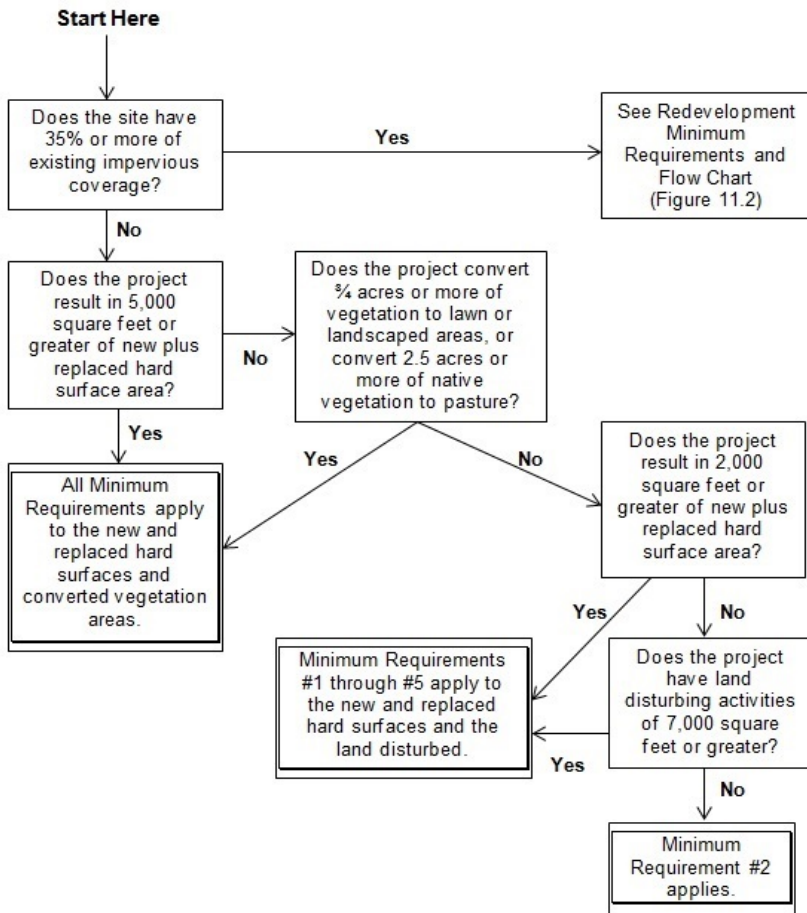 Start Here
Does the site have
35% or more of
existing impervious
coverage?
Yes
See Redevelopment
Minimum
Requirements and
Flow Chart
(Figure 11.2)
No
Does the project
result in 5,000
square feet or
greater of new plus
replaced hard
surface area?
No
Does the project convert
¾ acres or more of
vegetation to lawn or
landscaped areas, or
convert 2.5 acres or
more of native
vegetation to pasture?
Yes
Yes
No
Does the project
result in 2,000
square feet or
greater of new plus
replaced hard
surface area?
All Minimum
Requirements apply
to the new and
replaced hard
surfaces and
converted vegetation
areas.
Yes
No
Minimum Requirements
#1 through #5 apply to
the new and replaced
hard surfaces and the
land disturbed.
Does the project
have land
disturbing activities
of 7,000 square
feet or greater?
Yes
No
Minimum
Requirement #2
applies.